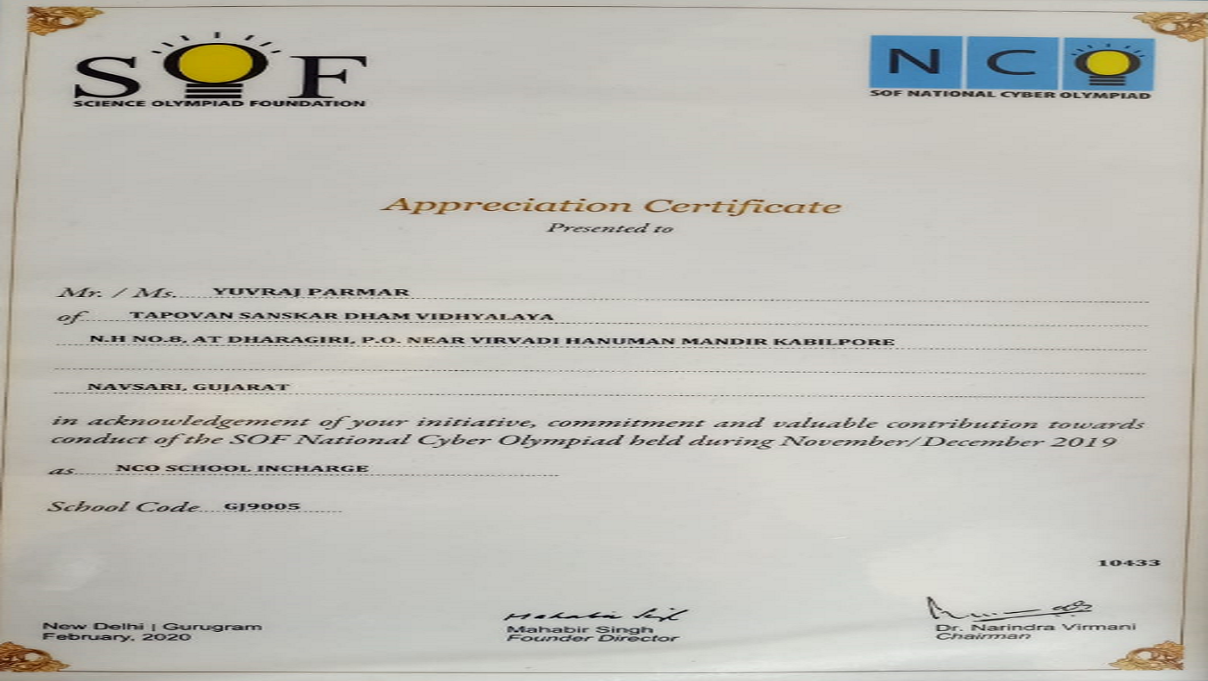 SOF
SCIENCE OLYMPIAD FOUNDATION
NCO
SOF NATIONAL CYBER OLYMPIAD
Appreciation Certificate
Presented to
Mr. / Ms. YUVRAJ PARMAR
of TAPOVAN SANSKAR DHAM VIDHYALAYA
N.H NO.8, AT DHARAGIRI, P.O. NEAR VIRVADI HANUMAN MANDIR KABILPORE
NAVSARI, GUJARAT
in acknowledgement of your initiative, commitment and valuable contribution towards
conduct of the SOF National Cyber Olympiad held during November/December 2019
as NCO SCHOOL INCHARGE
School Code GJ9005
10433
New Delhi | Gurugram
February, 2020
Mahabir Singh
Mahabir Singh
Founder Director
Dr. Narindra Virmani
Chairman